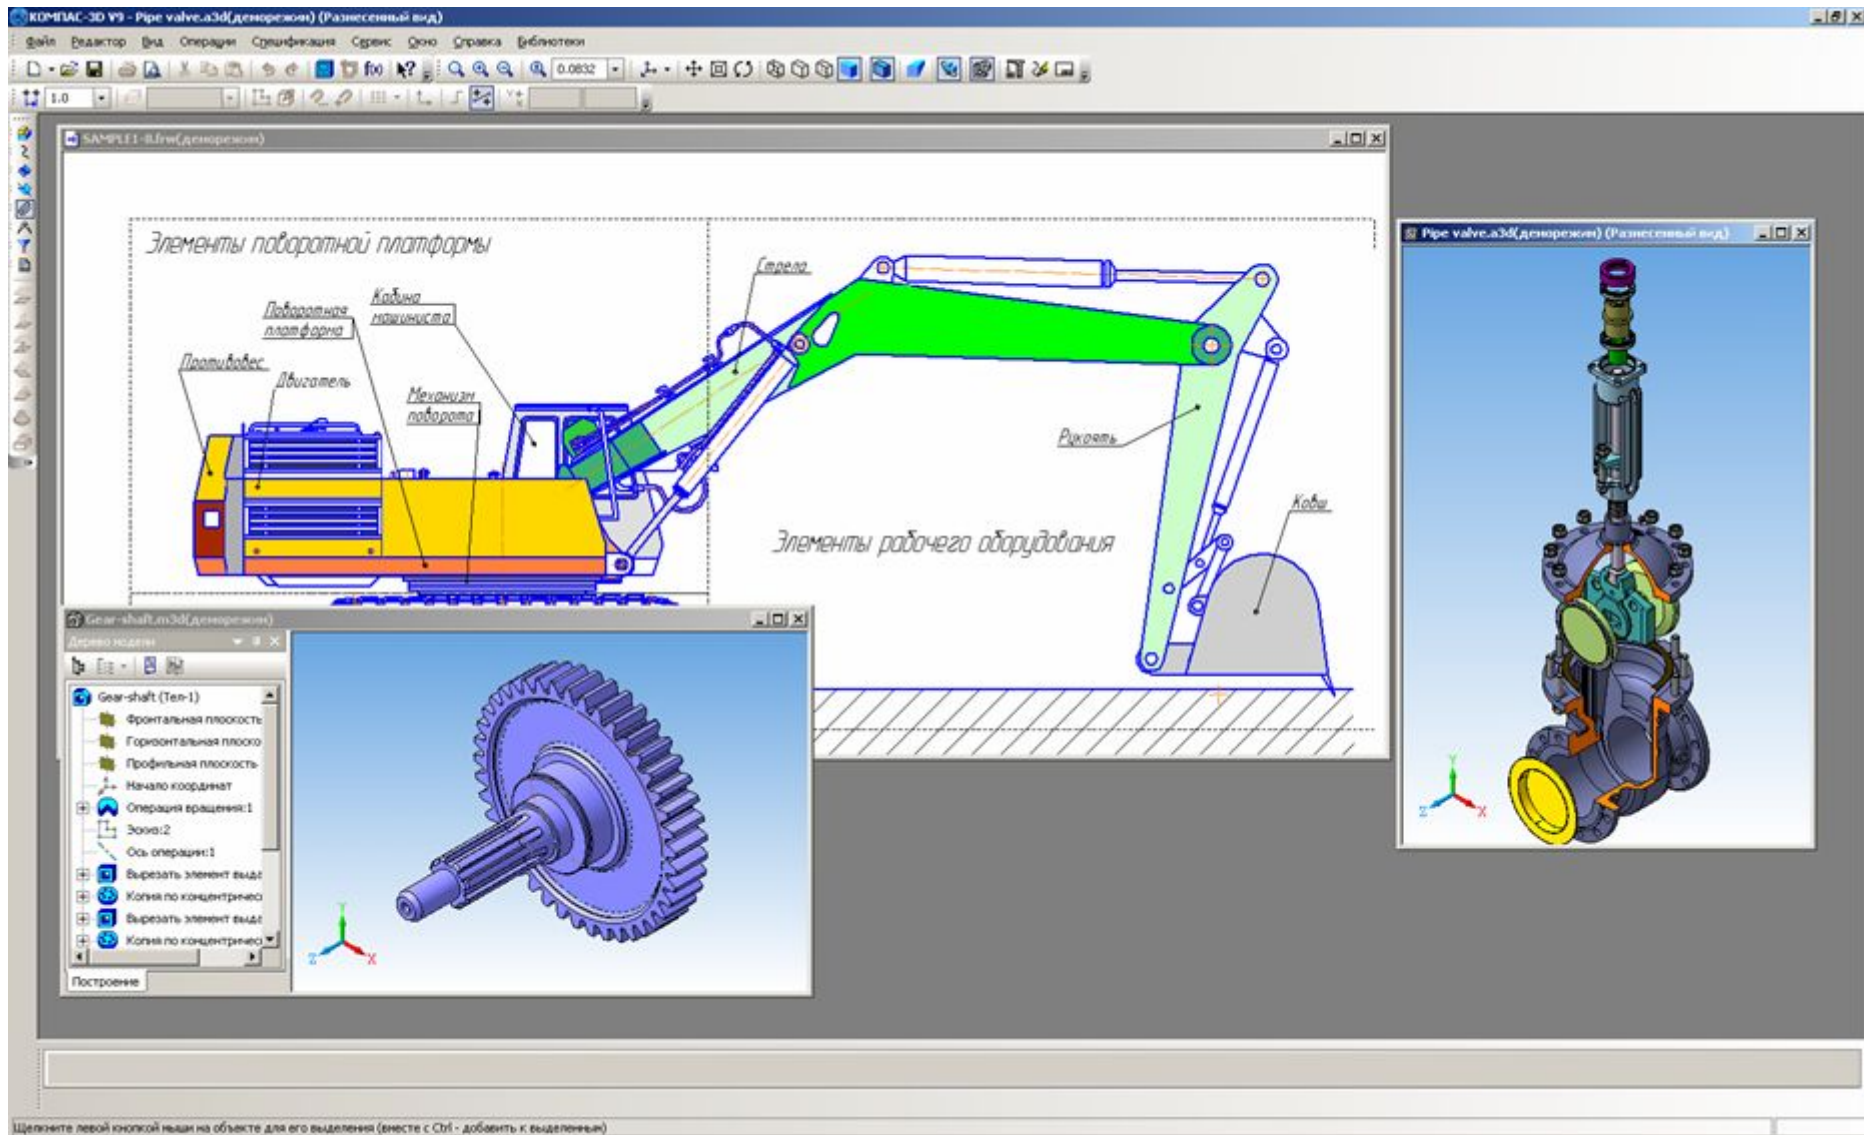 КОМПАС-3D V9 - Pipe valve.a3d(деморежим) (Разнесенный вид)
Файл Редактор Вид Операции Спецификация Сервис Окно Справка Библиотеки
f(x) 0.0832
1.0
SAMPLE1-8.frw(деморежим)
Элементы поворотной платформы
Стрела
Кабина
машиниста
Поворотная
платформа
Противовес
Двигатель
Механизм
поворота
Рукоять
Ковш
Элементы рабочего оборудования
Pipe valve.a3d(деморежим) (Разнесенный вид)
Y
Z
X
Gear-shaft.m3d(деморежим)
Дерево модели
Gear-shaft (Тел-1)
Фронтальная плоскость
Горизонтальная плоско
Профильная плоскость
Начало координат
Операция вращения:1
Эскиз:2
Ось операции:1
Вырезать элемент выда
Копия по концентричес
Вырезать элемент выда
Копия по концентричес
Построение
Y
Z
X
Щелкните левой кнопкой мыши на объекте для его выделения (вместе с Ctrl - добавить к выделенным)